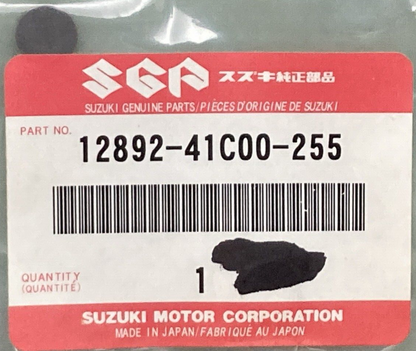 SGP スズキ純正部品
SUZUKI GENUINE PARTS/PIÈCES D'ORIGINE DE SUZUKI
PART NO. 12892-41C00-255
QUANTITY
(QUANTITÉ) 1
SUZUKI MOTOR CORPORATION
MADE IN JAPAN/FABRIQUÉ AU JAPON